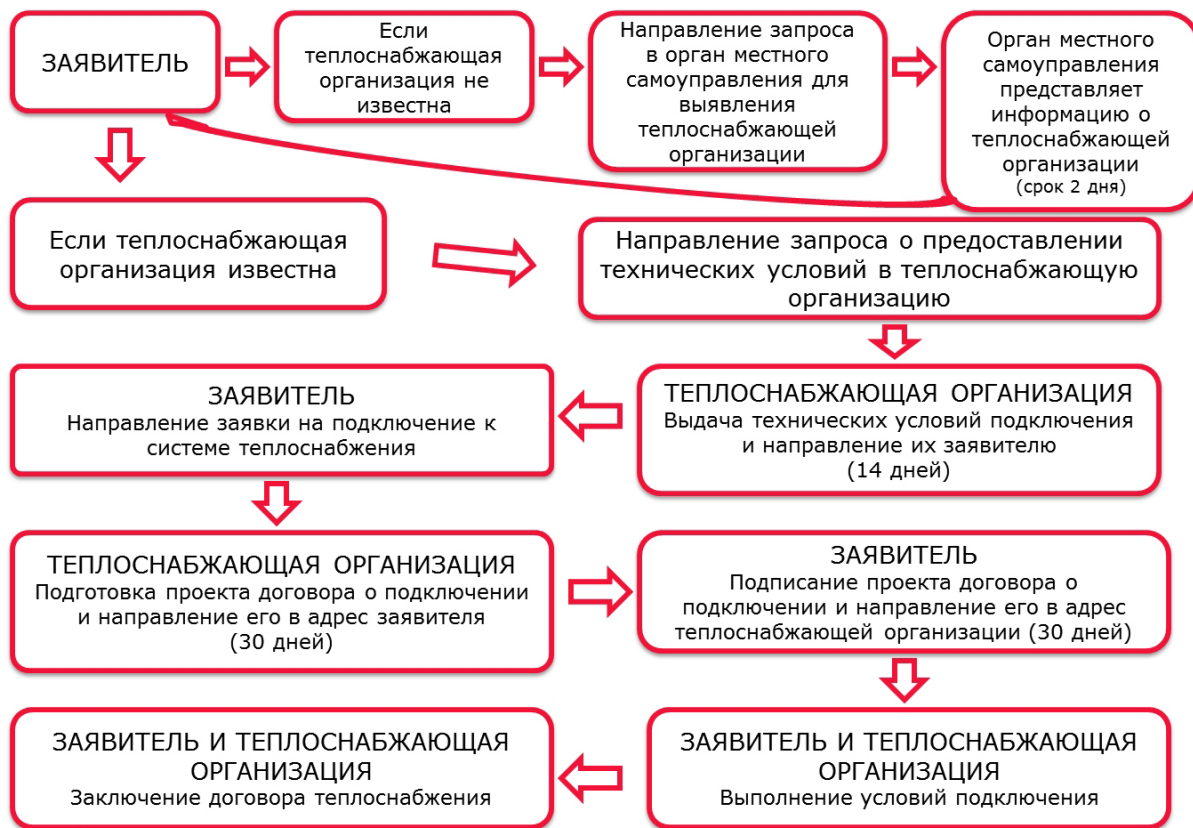 ЗАЯВИТЕЛЬ
Если
теплоснабжающая
организация не
известна
Направление запроса
в орган местного
самоуправления для
выявления
теплоснабжающей
организации
Орган местного
самоуправления
представляет
информацию о
теплоснабжающей
организации
(срок 2 дня)
Если теплоснабжающая
организация известна
Направление запроса о предоставлении
технических условий в теплоснабжающую
организацию
ЗАЯВИТЕЛЬ
Направление заявки на подключение к
системе теплоснабжения
ТЕПЛОСНАБЖАЮЩАЯ ОРГАНИЗАЦИЯ
Выдача технических условий подключения
и направление их заявителю
(14 дней)
ТЕПЛОСНАБЖАЮЩАЯ ОРГАНИЗАЦИЯ
Подготовка проекта договора о подключении
и направление его в адрес заявителя
(30 дней)
ЗАЯВИТЕЛЬ
Подписание проекта договора о
подключении и направление его в адрес
теплоснабжающей организации (30 дней)
ЗАЯВИТЕЛЬ И ТЕПЛОСНАБЖАЮЩАЯ
ОРГАНИЗАЦИЯ
Заключение договора теплоснабжения
ЗАЯВИТЕЛЬ И ТЕПЛОСНАБЖАЮЩАЯ
ОРГАНИЗАЦИЯ
Выполнение условий подключения